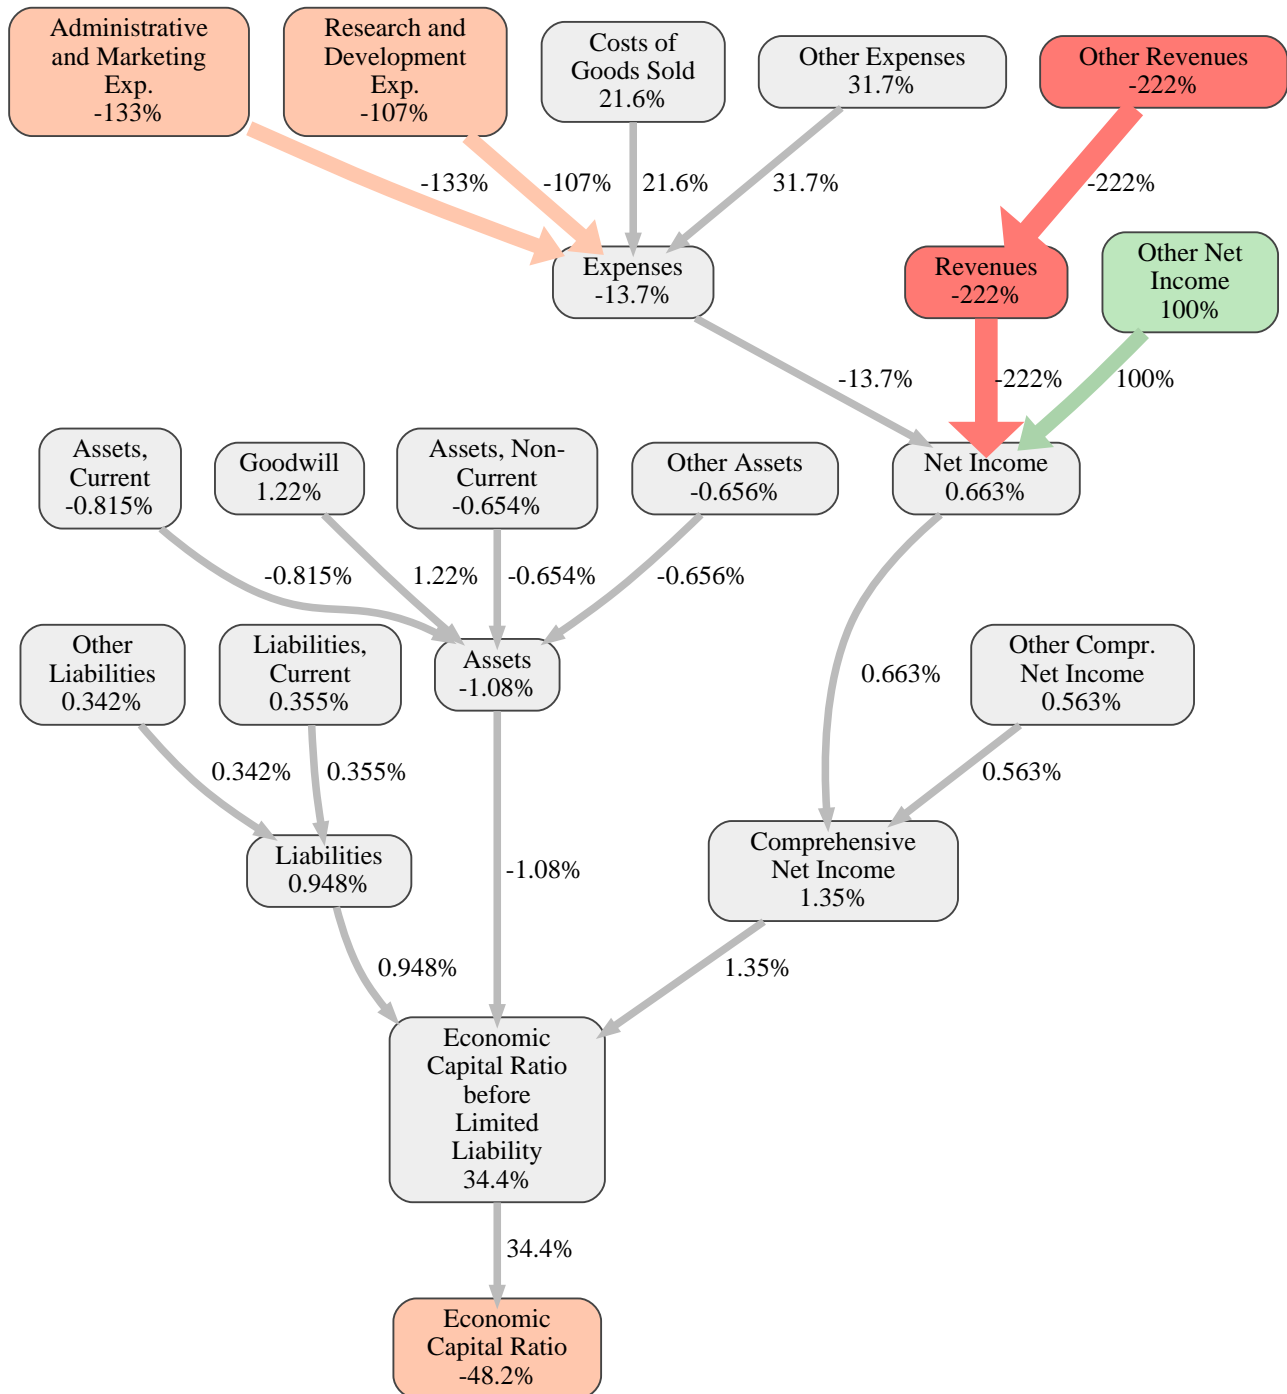 Administrative
and Marketing
Exp.
-133%
Research and
Development
Exp.
-107%
Costs of
Goods Sold
21.6%
Other Expenses
31.7%
Other Revenues
-222%
-133%
-107%
21.6%
31.7%
-222%
Expenses
-13.7%
Revenues
-222%
Other Net
Income
100%
-13.7%
-222%
100%
Assets,
Current
-0.815%
Goodwill
1.22%
Assets, Non-
Current
-0.654%
Other Assets
-0.656%
Net Income
0.663%
-0.815%
1.22%
-0.654%
-0.656%
Other
Liabilities
0.342%
Liabilities,
Current
0.355%
Assets
-1.08%
0.663%
Other Compr.
Net Income
0.563%
0.342%
0.355%
0.563%
Liabilities
0.948%
-1.08%
Comprehensive
Net Income
1.35%
0.948%
1.35%
Economic
Capital Ratio
before
Limited
Liability
34.4%
34.4%
Economic
Capital Ratio
-48.2%